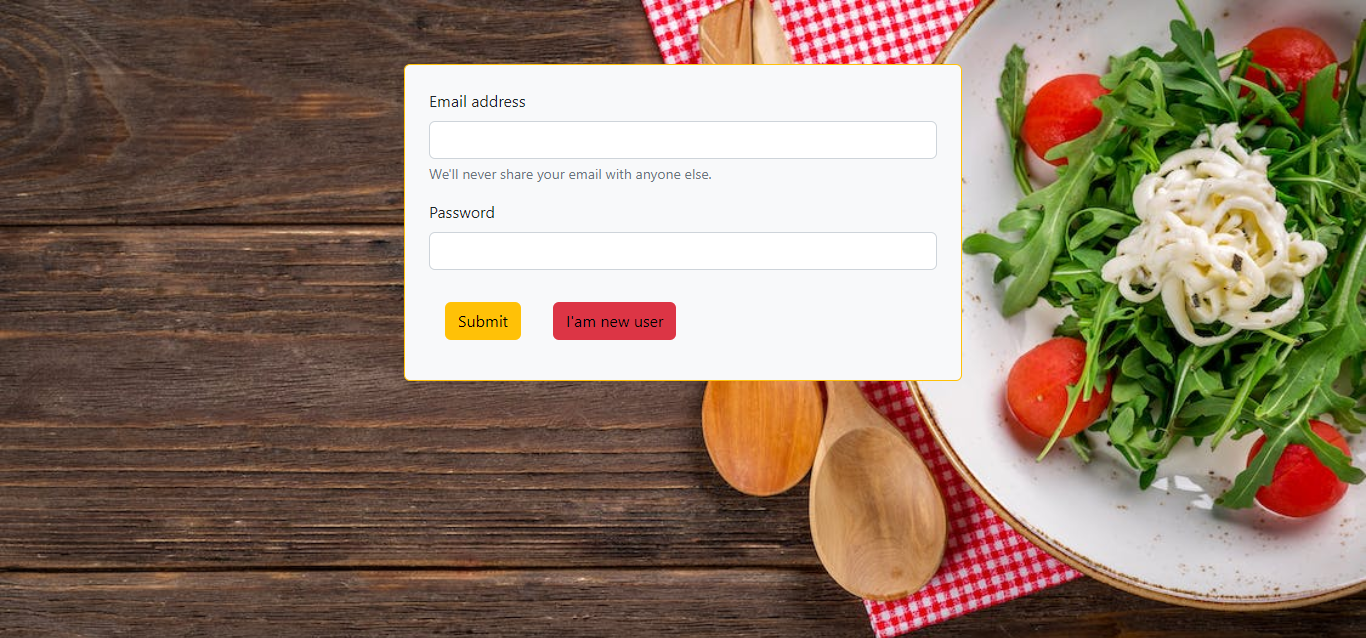 Email address
We'll never share your email with anyone else.
Password
Submit
I'am new user